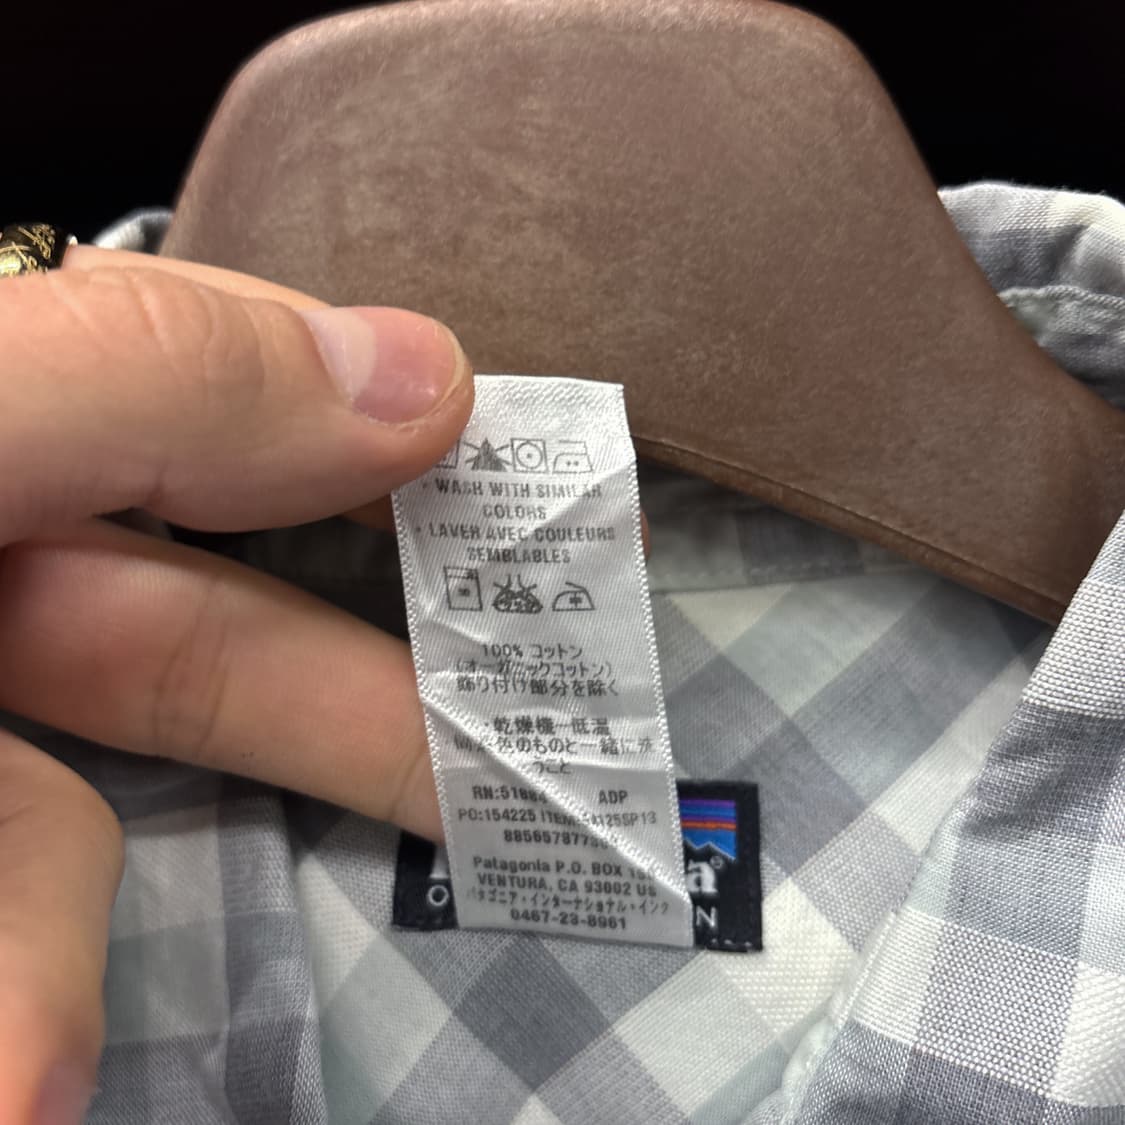 • WASH WITH SIMILAR
COLORS
• LAVER AVEC COULEURS
SEMBLABLES
100% コットン
(オーガニックコットン)
飾り付け部分を除く
・乾燥機ー低温
色のものと一緒に洗
うこと
ADP
PO:154225
Patagonia P.O. BOX
VENTURA, CA 93002 US
パタゴニア・インターナショナル・インク
0467-23-8961
a®
O
N